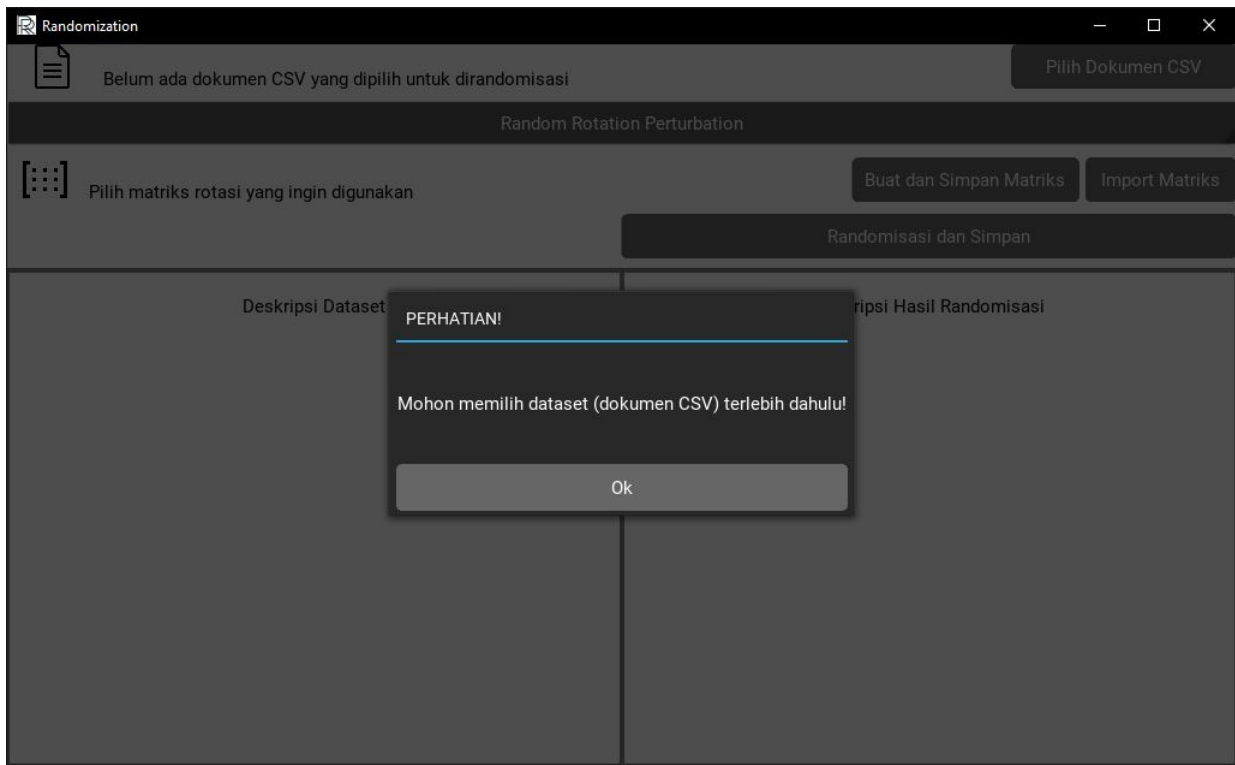 Randomization
Belum ada dokumen CSV yang dipilih untuk dirandomisasi
Pilih Dokumen CSV
Random Rotation Perturbation
Pilih matriks rotasi yang ingin digunakan
Buat dan Simpan Matriks
Import Matriks
Randomisasi dan Simpan
Deskripsi Dataset
ripsi Hasil Randomisasi
PERHATIAN!
Mohon memilih dataset (dokumen CSV) terlebih dahulu!
Ok